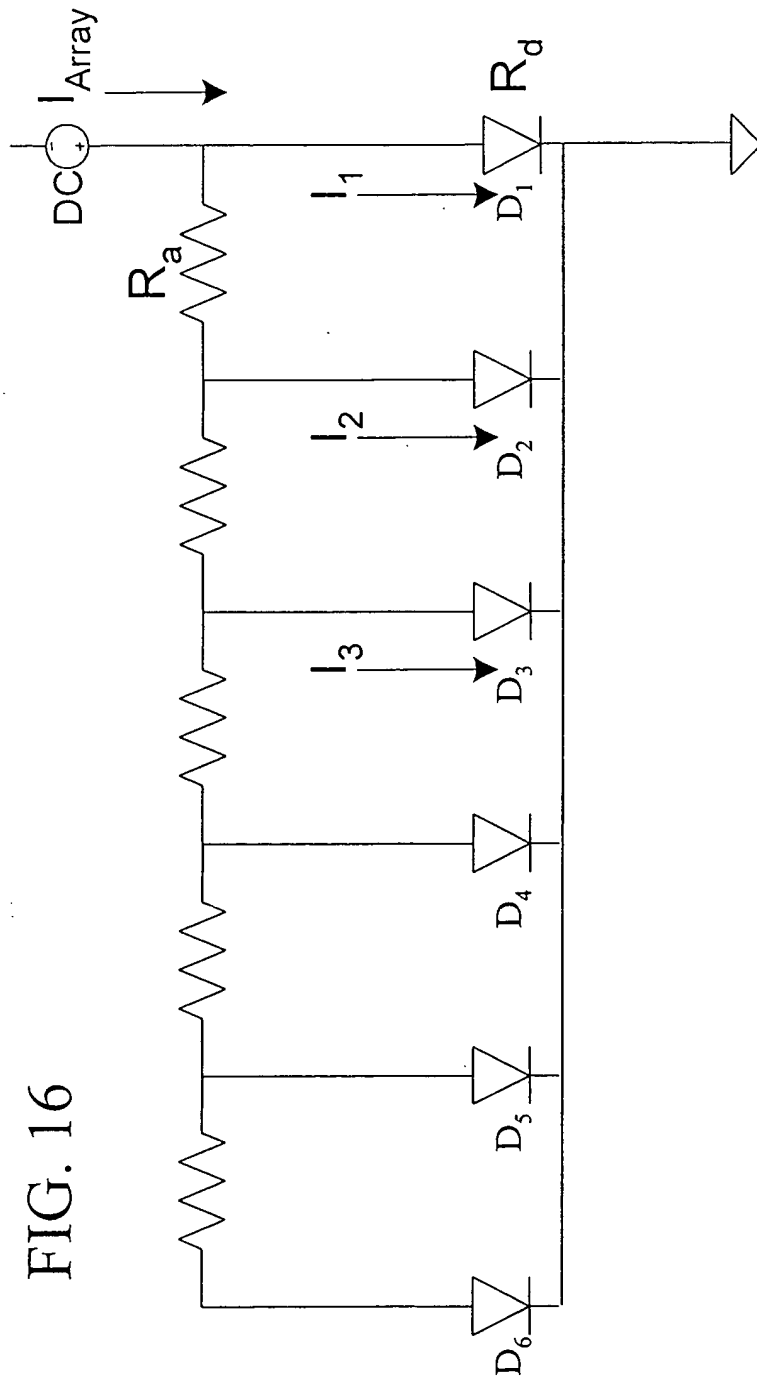 FIG. 16
DC
- +
I_Array
R_a
R_d
I_1
I_2
I_3
D_1
D_2
D_3
D_4
D_5
D_6